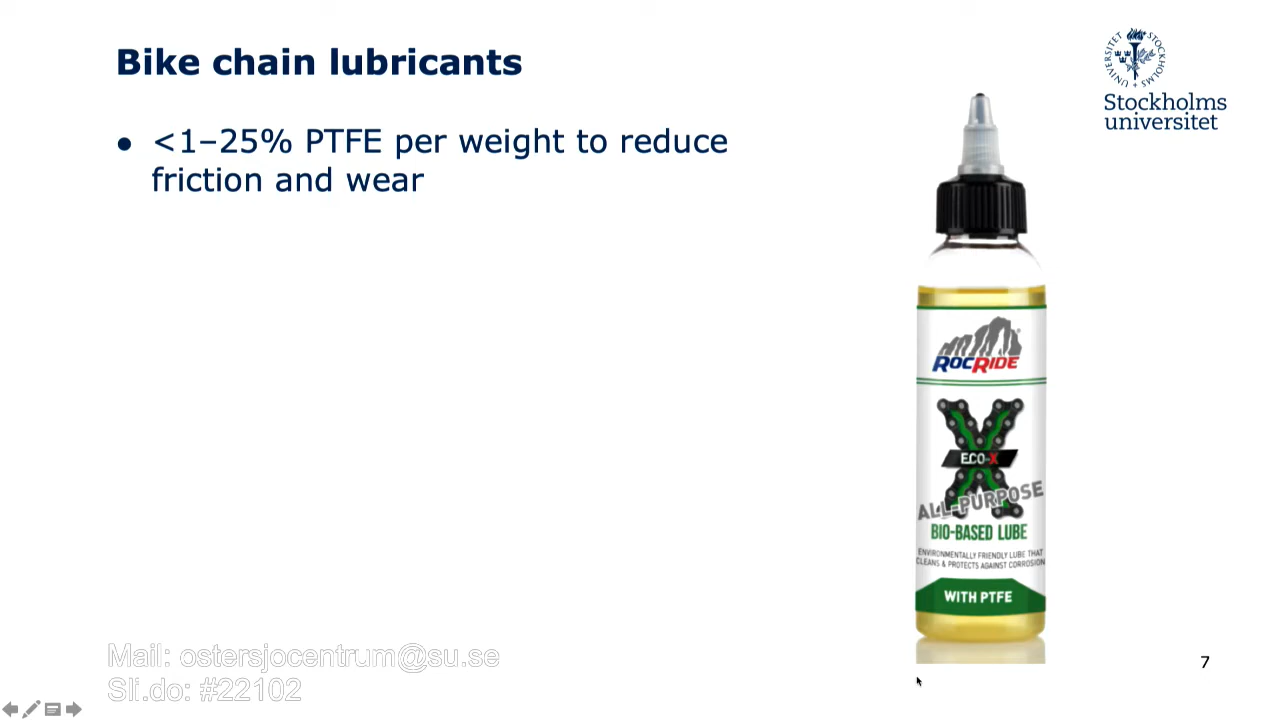 Bike chain lubricants
● <1–25% PTFE per weight to reduce
friction and wear
Stockholms
universitet
ROCRIDE
ECO-X
ALL-PURPOSE
BIO-BASED LUBE
ENVIRONMENTALLY FRIENDLY LUBE THAT
CLEANS & PROTECTS AGAINST CORROSION
WITH PTFE
Mail: ostersjocentrum@su.se
Sli.do: #22102
7